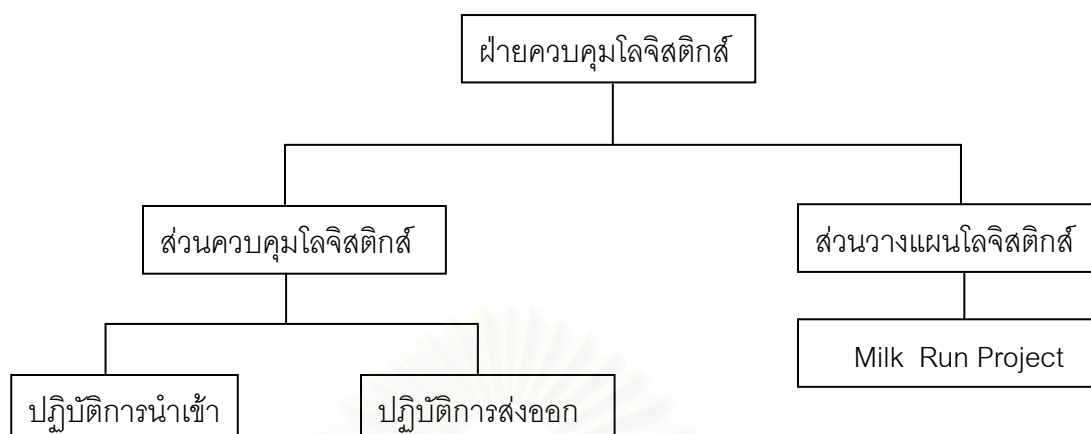 ฝ่ายควบคุมโลจิสติกส์
ส่วนควบคุมโลจิสติกส์
ส่วนวางแผนโลจิสติกส์
Milk Run Project
ปฏิบัติการนำเข้า
ปฏิบัติการส่งออก